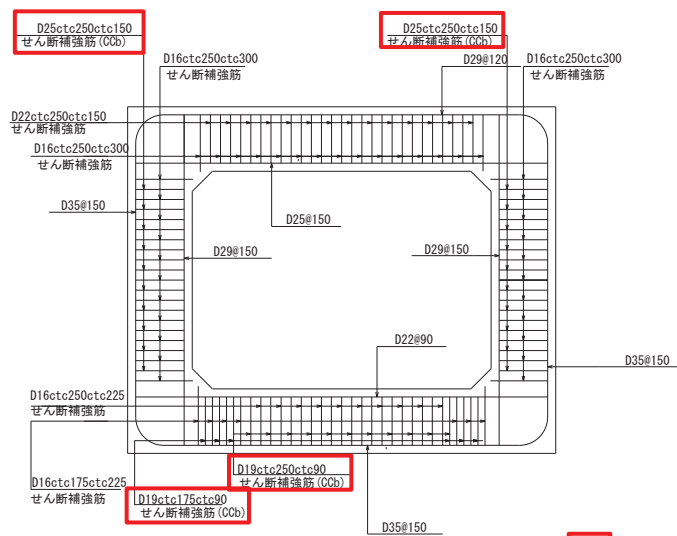 D25ctc250ctc150
せん断補強筋(CCb)
D25ctc250ctc150
せん断補強筋(CCb)
D16ctc250ctc300
せん断補強筋
D29@120
D16ctc250ctc300
せん断補強筋
D22ctc250ctc150
せん断補強筋
D16ctc250ctc300
せん断補強筋
D35@150
D25@150
D29@150
D29@150
D22@90
D35@150
D16ctc250ctc225
せん断補強筋
D16ctc175ctc225
せん断補強筋
D19ctc250ctc90
せん断補強筋(CCb)
D19ctc175ctc90
せん断補強筋(CCb)
D35@150